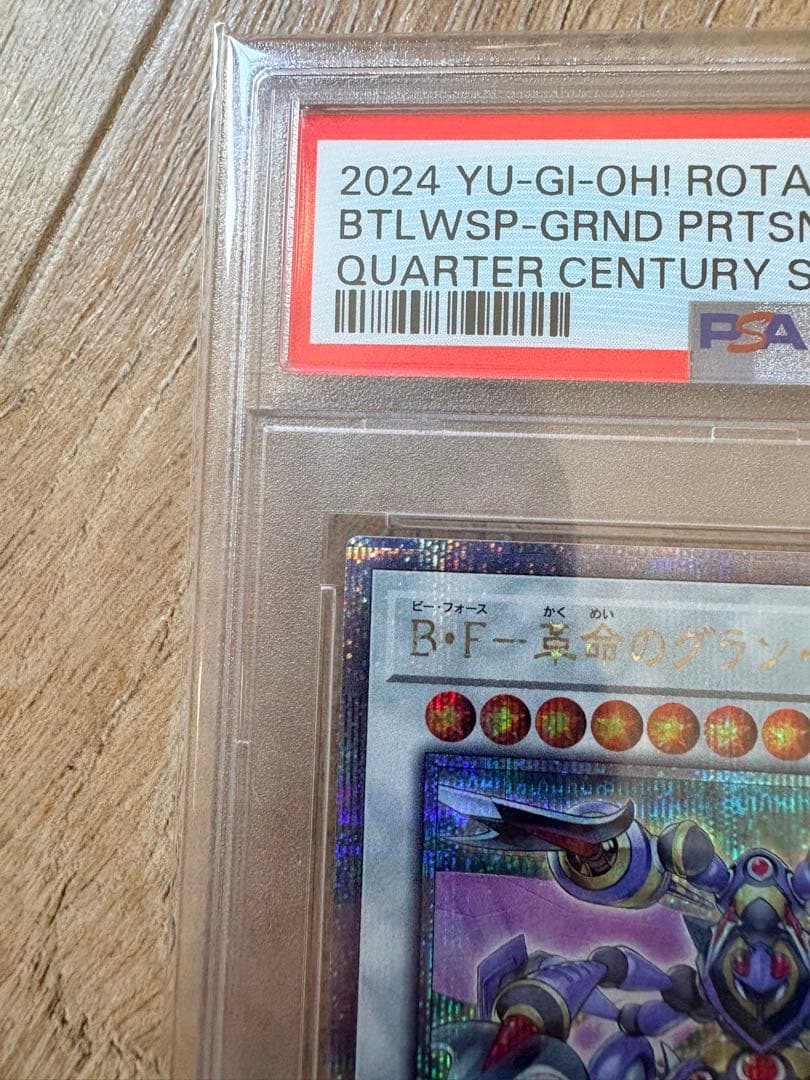 2024 YU-GI-OH! ROTA
BTLWSP-GRND PRTSN
QUARTER CENTURY S
PSA
ビー・フォース かく めい
B・F－革命のグラン・